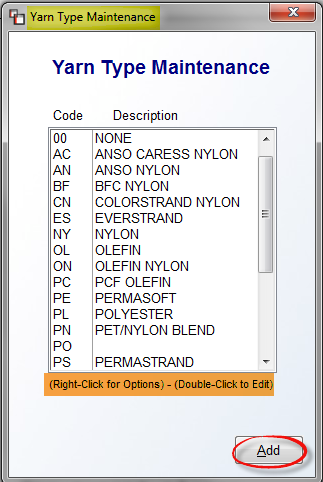 Yarn Type Maintenance
Yarn Type Maintenance
Code Description
00 NONE
AC ANSO CARESS NYLON
AN ANSO NYLON
BF BFC NYLON
CN COLORSTRAND NYLON
ES EVERSTRAND
NY NYLON
OL OLEFIN
ON OLEFIN NYLON
PC PCF OLEFIN
PE PERMASOFT
PL POLYESTER
PN PET/NYLON BLEND
PO
PS PERMASTRAND
(Right-Click for Options) - (Double-Click to Edit)
Add